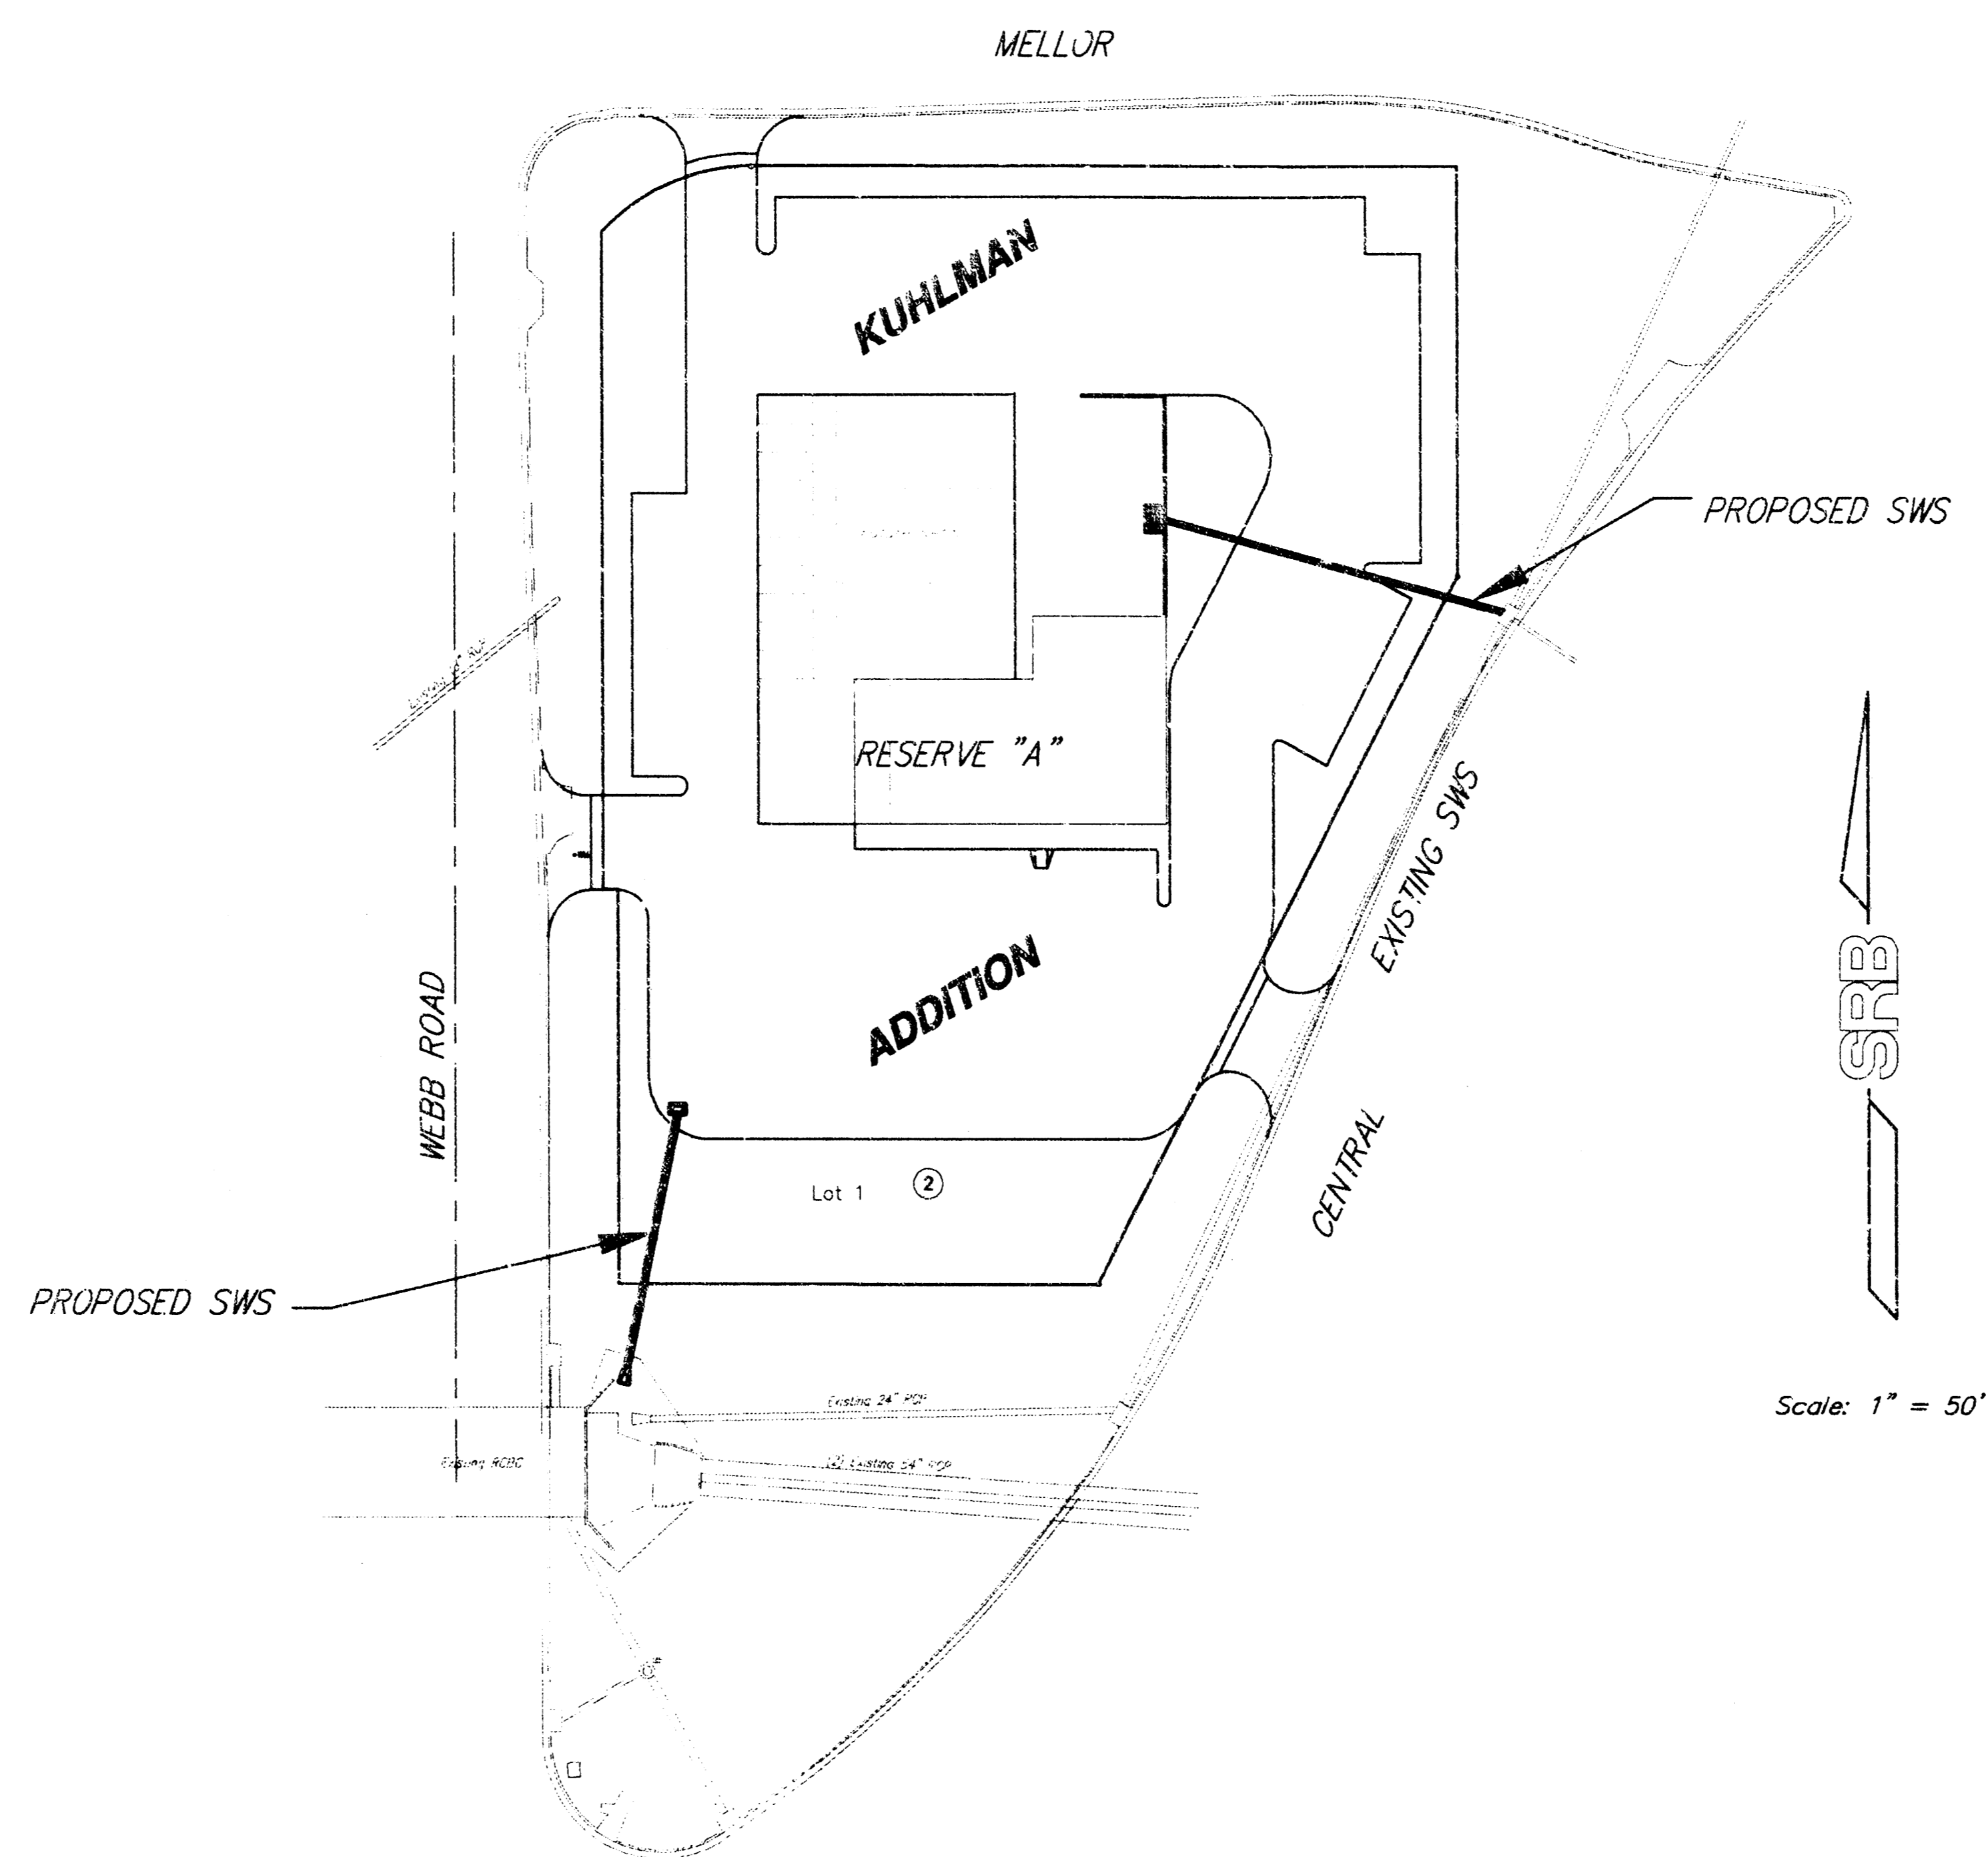 MELLOR
KUHLMAN
PROPOSED SWS
RESERVE "A"
EXISTING SWS
WEBB ROAD
ADDITION
SRB
CENTRAL
Lot 1 2
PROPOSED SWS
Scale: 1" = 50'
Existing 24" RCP
Existing RCBC
(2) Existing 54" RCP